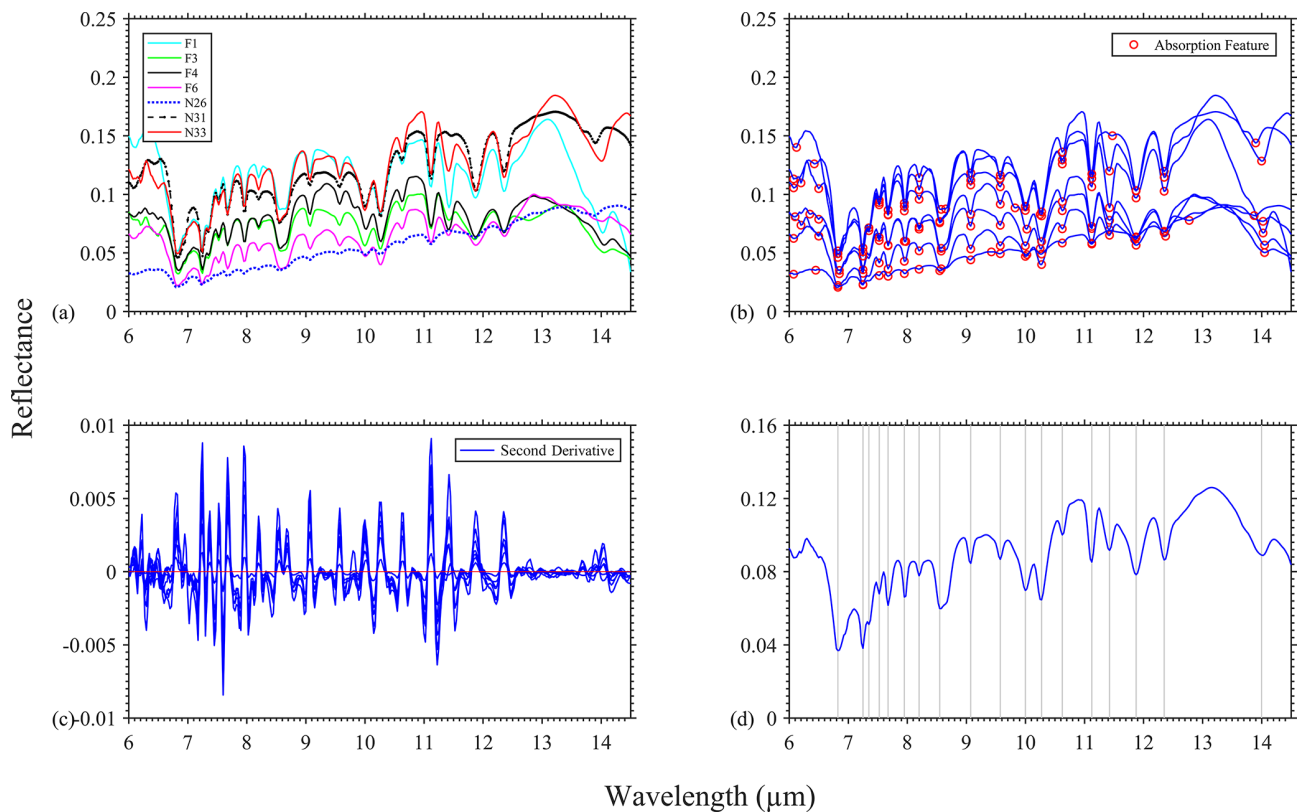 0.25
0.2
0.15
0.1
0.05
0
F1
F3
F4
F6
N26
N31
N33
(a)
6 7 8 9 10 11 12 13 14
0.25
0.2
0.15
0.1
0.05
0
Absorption Feature
(b)
6 7 8 9 10 11 12 13 14
Reflectance
0.01
0.005
0
-0.005
-0.01
Second Derivative
(c)
6 7 8 9 10 11 12 13 14
0.16
0.12
0.08
0.04
0
(d)
6 7 8 9 10 11 12 13 14
Wavelength (μm)